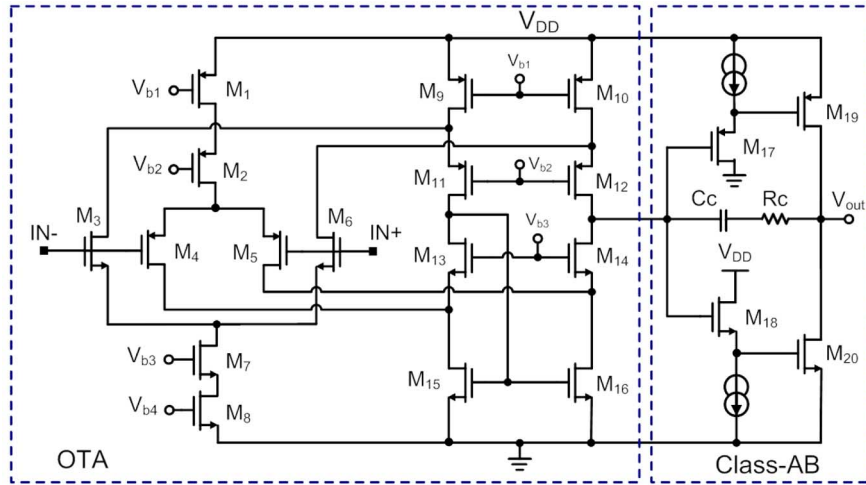 V_DD
V_b1
M_1
M_9
V_b1
M_10
M_19
M_17
V_b2
M_2
M_11
V_b2
M_12
Cc
Rc
V_out
M_3
M_6
IN-
M_4
M_5
IN+
M_13
V_b3
M_14
V_DD
M_18
V_b3
M_7
M_15
M_16
M_20
V_b4
M_8
OTA
Class-AB